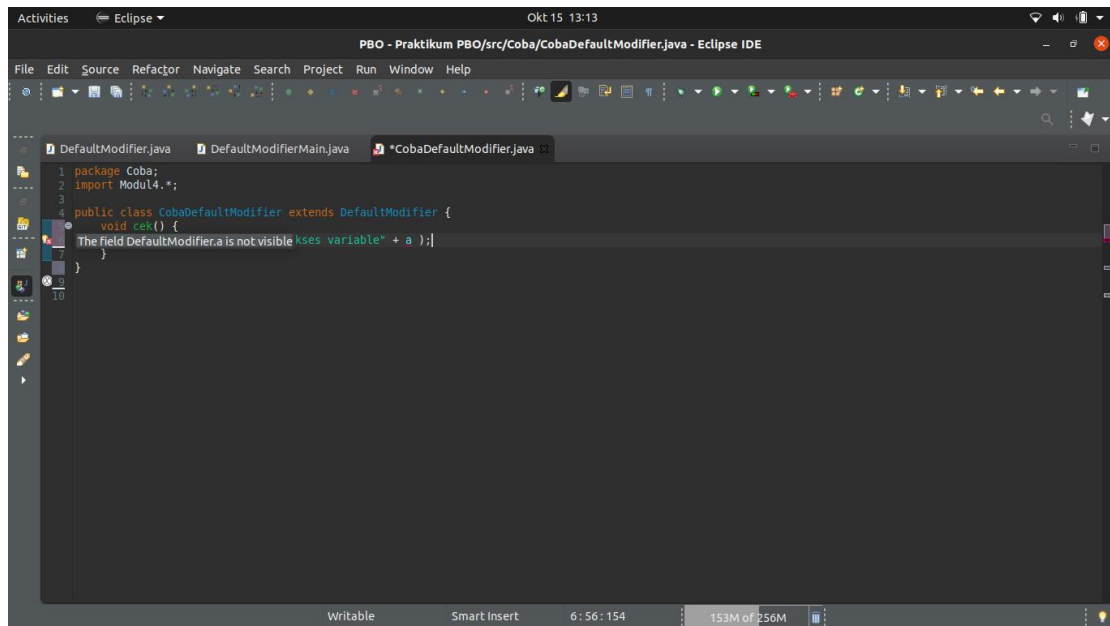 Activities Eclipse Okt 15 13:13
PBO - Praktikum PBO/src/Coba/CobaDefaultModifier.java - Eclipse IDE
File Edit Source Refactor Navigate Search Project Run Window Help
DefaultModifier.java DefaultModifierMain.java *CobaDefaultModifier.java
1 package Coba;
2 import Modul4.*;
3
4 public class CobaDefaultModifier extends DefaultModifier {
void cek() {
The field DefaultModifier.a is not visible kses variable" + a );
7 }
}
9
10
Writable Smart Insert 6 : 56 : 154 153M of 256M